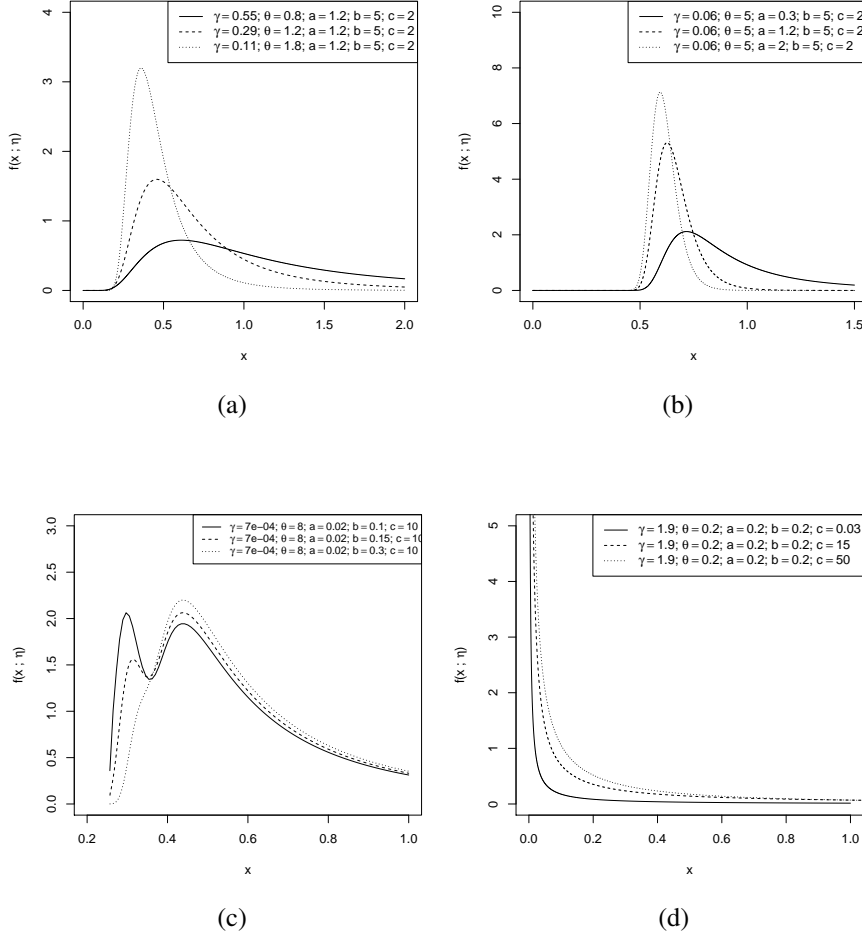 γ = 0.55; θ = 0.8; a = 1.2; b = 5; c = 2
γ = 0.29; θ = 1.2; a = 1.2; b = 5; c = 2
γ = 0.11; θ = 1.8; a = 1.2; b = 5; c = 2
f(x ; η)
4
3
2
1
0
0.0 0.5 1.0 1.5 2.0
x
(a)
γ = 0.06; θ = 5; a = 0.3; b = 5; c = 2
γ = 0.06; θ = 5; a = 1.2; b = 5; c = 2
γ = 0.06; θ = 5; a = 2; b = 5; c = 2
f(x ; η)
10
8
6
4
2
0
0.0 0.5 1.0 1.5
x
(b)
γ = 7e−04; θ = 8; a = 0.02; b = 0.1; c = 10
γ = 7e−04; θ = 8; a = 0.02; b = 0.15; c = 10
γ = 7e−04; θ = 8; a = 0.02; b = 0.3; c = 10
f(x ; η)
3.0
2.5
2.0
1.5
1.0
0.5
0.0
0.2 0.4 0.6 0.8 1.0
x
(c)
γ = 1.9; θ = 0.2; a = 0.2; b = 0.2; c = 0.03
γ = 1.9; θ = 0.2; a = 0.2; b = 0.2; c = 15
γ = 1.9; θ = 0.2; a = 0.2; b = 0.2; c = 50
f(x ; η)
5
4
3
2
1
0
0.0 0.2 0.4 0.6 0.8 1.0
x
(d)